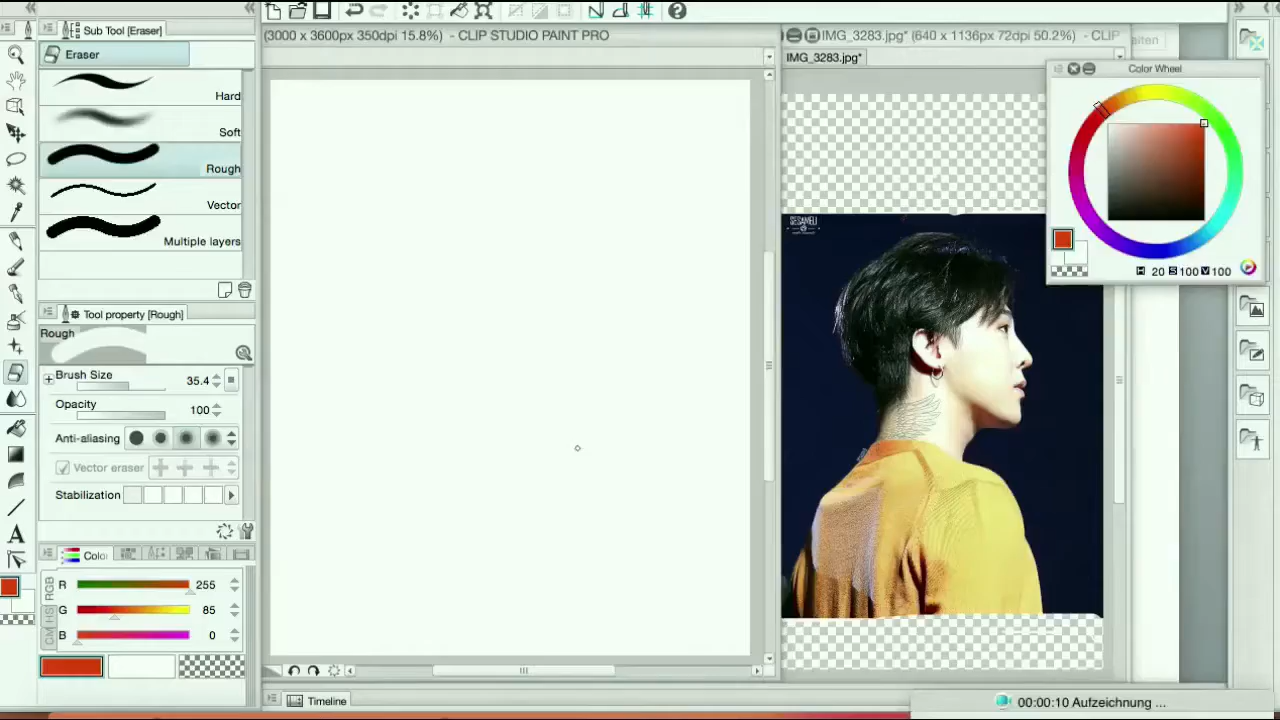 Sub Tool [Eraser]
(3000 x 3600px 350dpi 15.8%) - CLIP STUDIO PAINT PRO
IMG_3283.jpg* (640 x 1136px 72dpi 50.2%) - CLIP
IMG_3283.jpg*
Color Wheel
Eraser
Hard
Soft
Rough
Vector
Multiple layers
H 20 S 100 V 100
SESAMELI
Tool property [Rough]
Rough
Brush Size 35.4
Opacity 100
Anti-aliasing
Vector eraser
Stabilization
A
Colo
RGB
R 255
G 85
B 0
Timeline
00:00:10 Aufzeichnung ...